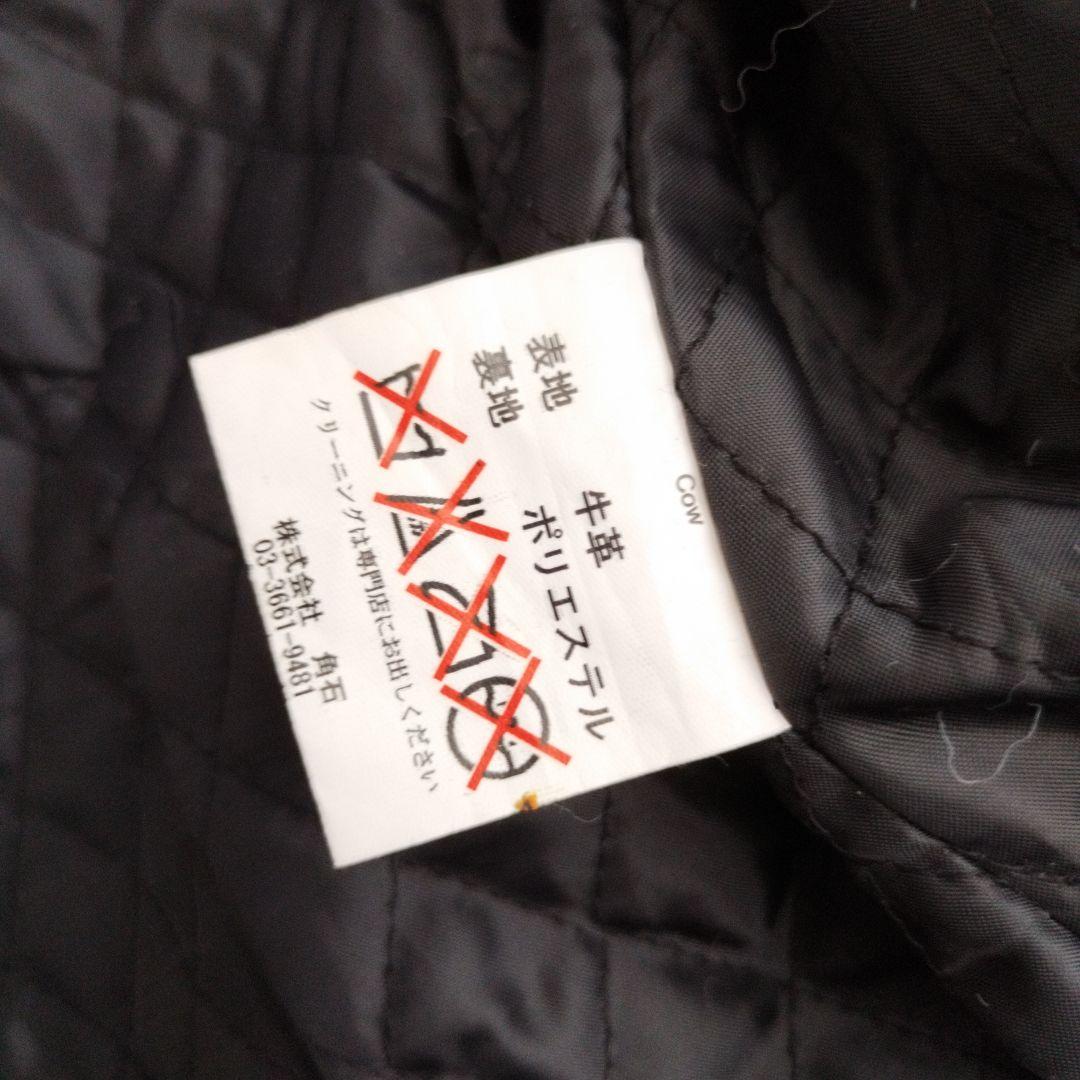 Cow
表地 牛革
裏地 ポリエステル
クリーニングは専門店にお出しください
株式会社 角石
03-3661-9481